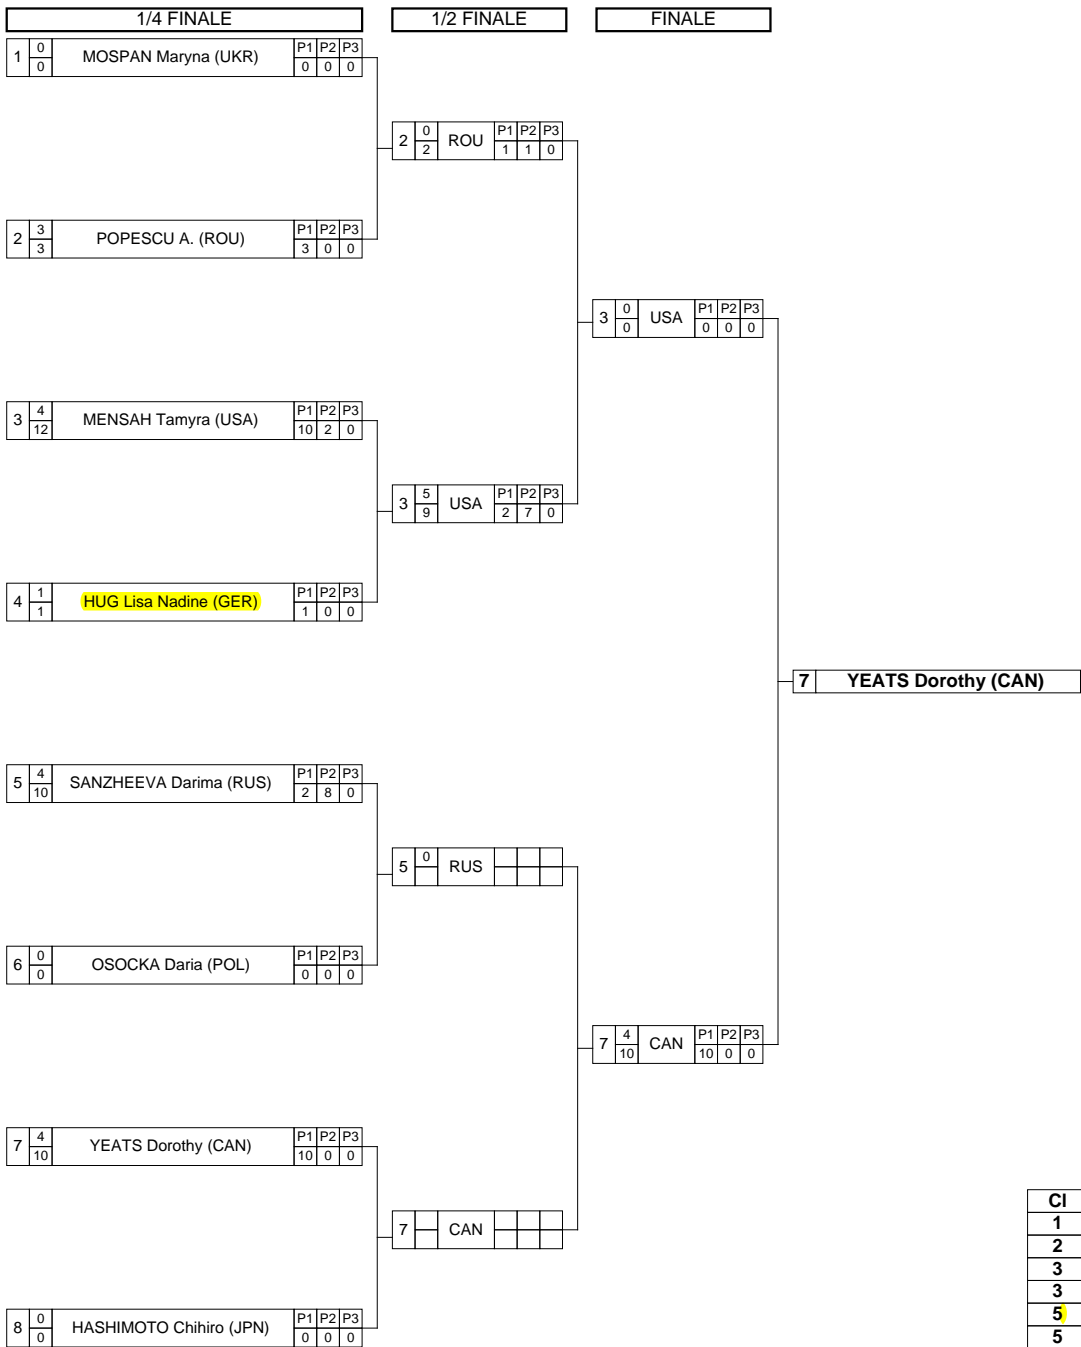 1/4 FINALE 1/2 FINALE FINALE
1 0 MOSPAN Maryna (UKR) P1 P2 P3
0 0 0 0
2 0 ROU P1 P2 P3
2 1 1 0
2 3 POPESCU A. (ROU) P1 P2 P3
3 3 0 0
3 0 USA P1 P2 P3
0 0 0 0
3 4 MENSAH Tamyra (USA) P1 P2 P3
12 10 2 0
3 5 USA P1 P2 P3
9 2 7 0
4 1 HUG Lisa Nadine (GER) P1 P2 P3
1 1 0 0
7 YEATS Dorothy (CAN)
5 4 SANZHEEVA Darima (RUS) P1 P2 P3
10 2 8 0
5 0 RUS
6 0 OSOCKA Daria (POL) P1 P2 P3
0 0 0 0
7 4 CAN P1 P2 P3
10 10 0 0
7 4 YEATS Dorothy (CAN) P1 P2 P3
10 10 0 0
7 CAN
8 0 HASHIMOTO Chihiro (JPN) P1 P2 P3
0 0 0 0
Cl
1
2
3
3
5
5